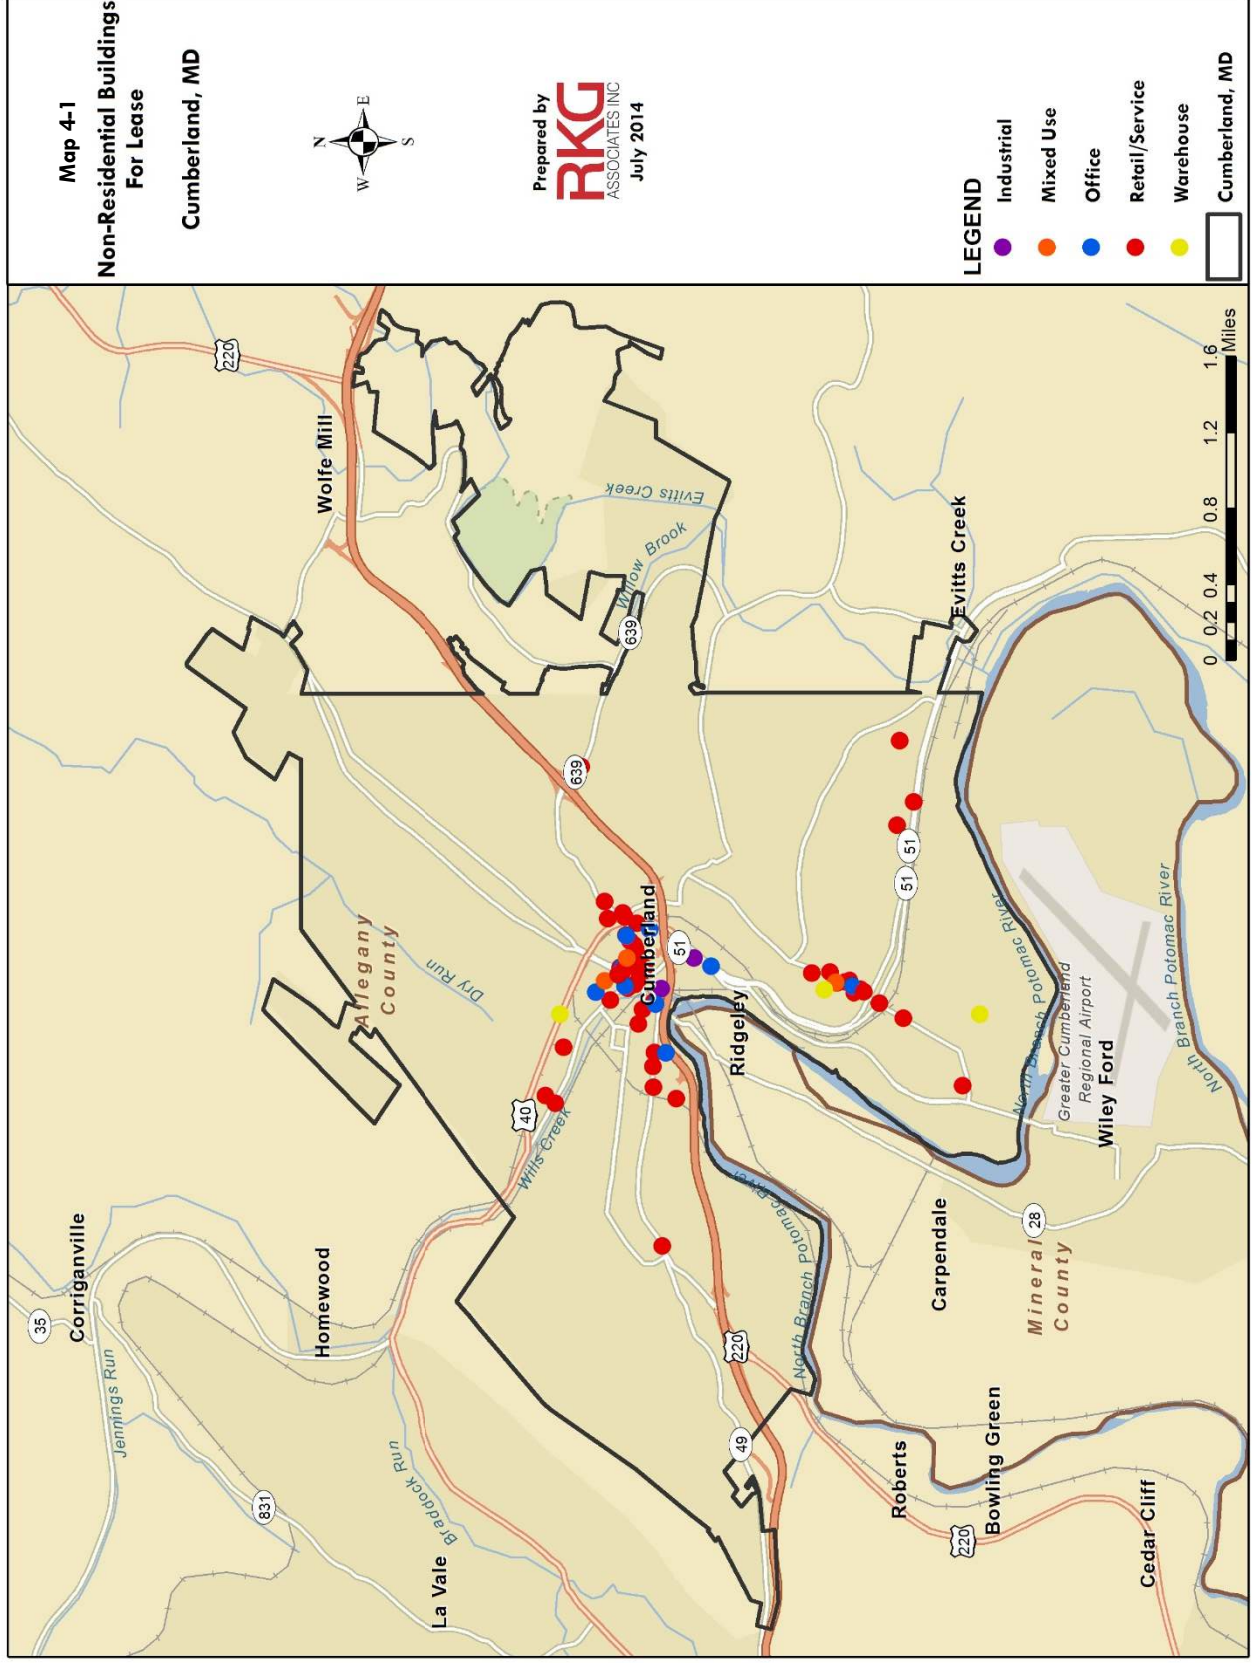 Map 4-1
Non-Residential Buildings
For Lease
Cumberland, MD
N
W
E
S
Prepared by
RKG
ASSOCIATES INC
July 2014
LEGEND
Industrial
Mixed Use
Office
Retail/Service
Warehouse
Cumberland, MD
35
Corriganville
Jennings Run
831
Homewood
La Vale
Braddock Run
Allegany
County
Dry Run
40
Wills Creek
220
Wolfe Mill
Evitts Creek
Willow Brook
639
639
Cumberland
51
Ridgeley
51
51
Evitts Creek
North Branch Potomac River
North Branch Potomac River
North Branch Potomac River
North Branch Potomac River
Greater Cumberland
Regional Airport
Wiley Ford
Carpendale
28
Mineral
County
220
49
Roberts
Bowling Green
220
Cedar Cliff
0 0.2 0.4 0.8 1.2 1.6
Miles